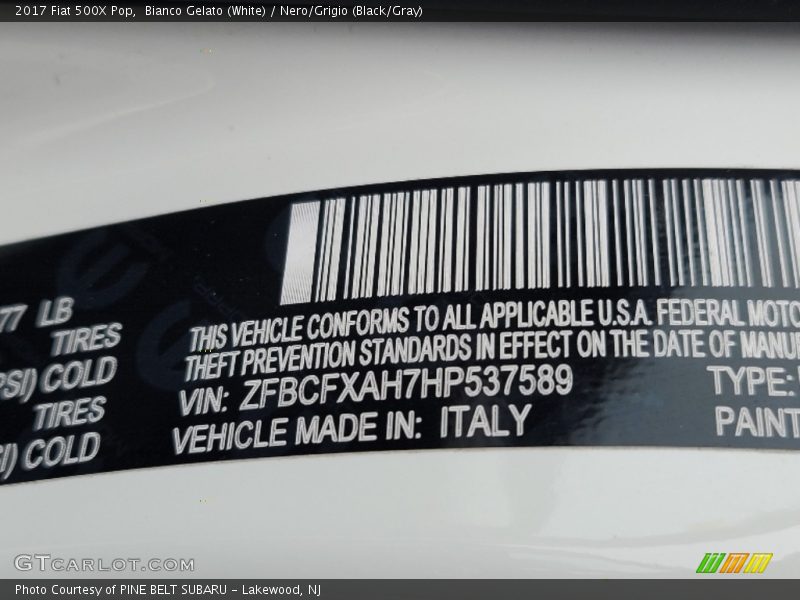 2017 Fiat 500X Pop,  Bianco Gelato (White) / Nero/Grigio (Black/Gray)
77 LB
TIRES
PSI) COLD
TIRES
SI) COLD
THIS VEHICLE CONFORMS TO ALL APPLICABLE U.S.A. FEDERAL MOTO
THEFT PREVENTION STANDARDS IN EFFECT ON THE DATE OF MANU
VIN: ZFBCFXAH7HP537589
TYPE:
VEHICLE MADE IN: ITALY
PAINT
GTCARLOT.COM
Photo Courtesy of PINE BELT SUBARU - Lakewood, NJ